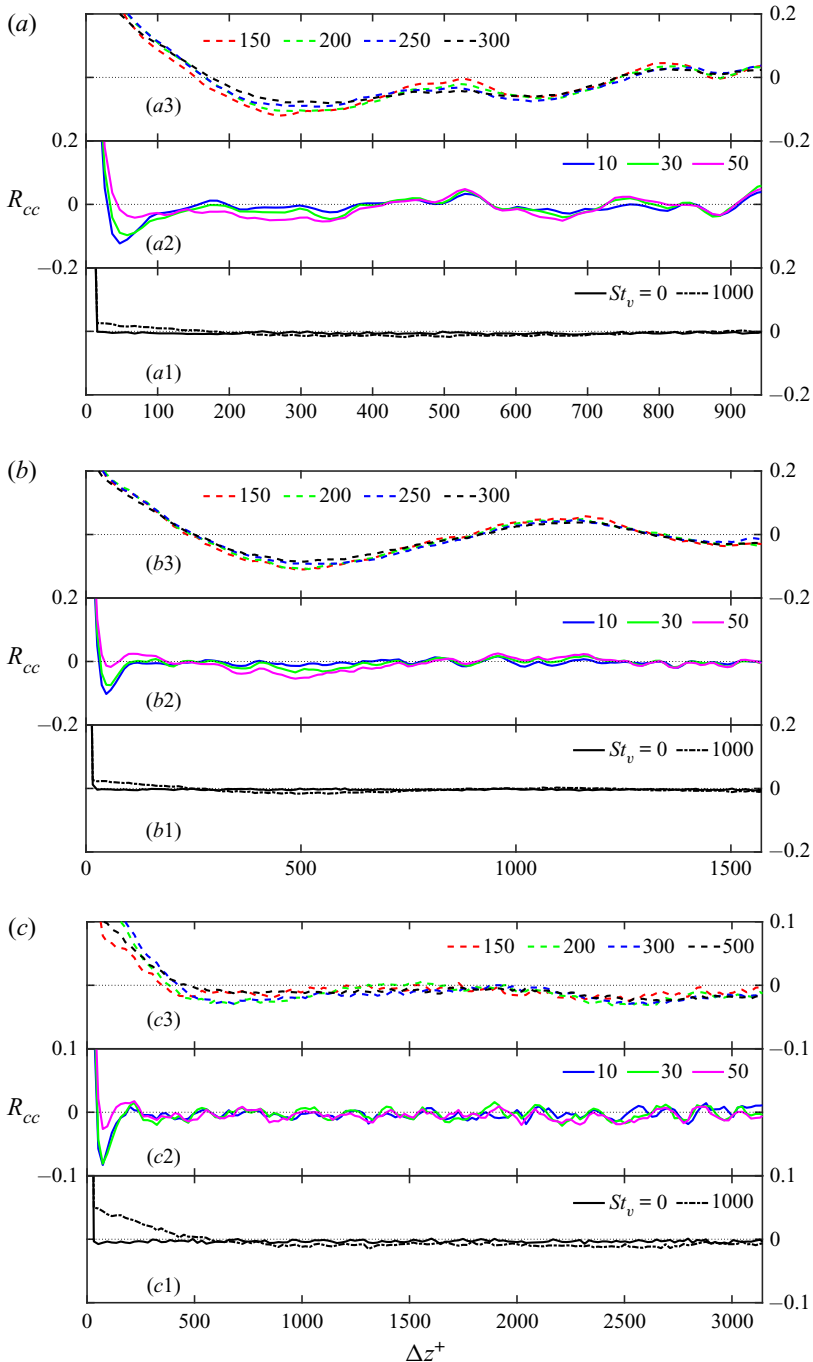 (a)
0.2
150 200 250 300
0
(a3)
0.2 −0.2
10 30 50
R_cc 0
(a2)
−0.2 0.2
St_v = 0 1000
0
(a1)
−0.2
0 100 200 300 400 500 600 700 800 900
(b)
0.2
150 200 250 300
0
(b3)
0.2 −0.2
10 30 50
R_cc 0
(b2)
−0.2 0.2
St_v = 0 1000
0
(b1)
−0.2
0 500 1000 1500
(c)
0.1
150 200 300 500
0
(c3)
0.1 −0.1
10 30 50
R_cc 0
(c2)
−0.1 0.1
St_v = 0 1000
0
(c1)
−0.1
0 500 1000 1500 2000 2500 3000
Δz⁺